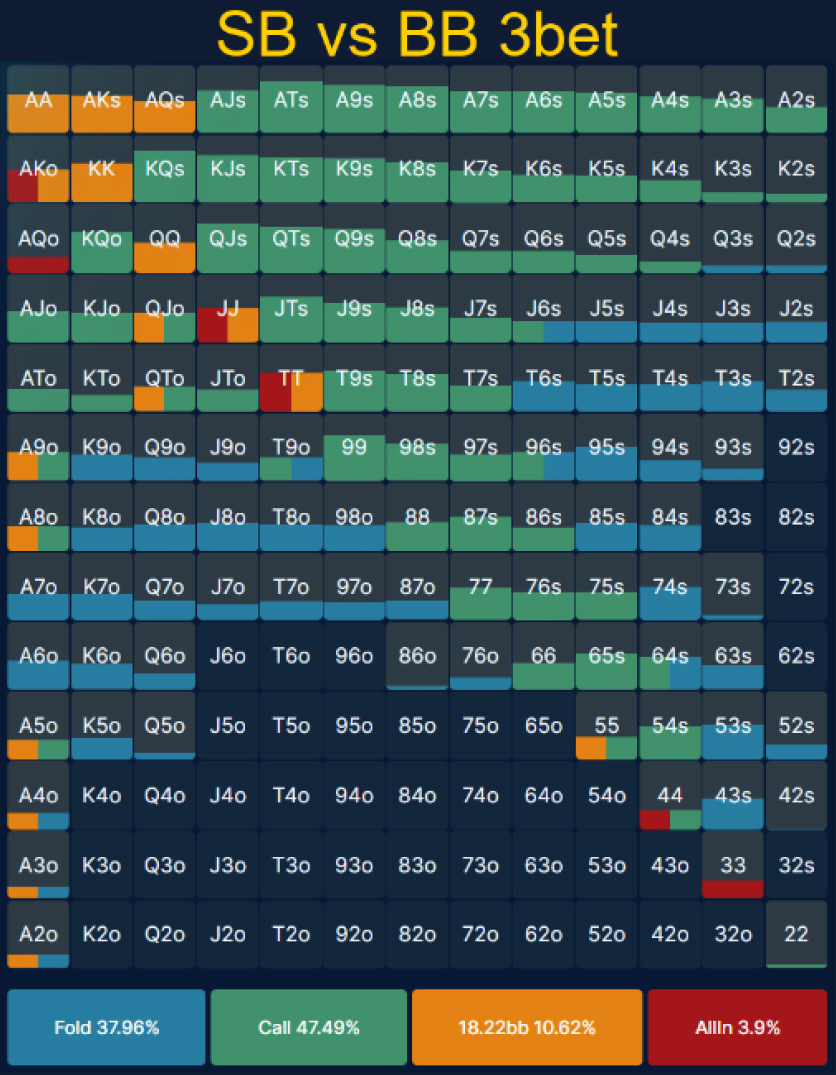 SB vs BB 3bet
AA AKs AQs AJs ATs A9s A8s A7s A6s A5s A4s A3s A2s
AKo KK KQs KJs KTs K9s K8s K7s K6s K5s K4s K3s K2s
AQo KQo QQ QJs QTs Q9s Q8s Q7s Q6s Q5s Q4s Q3s Q2s
AJo KJo QJo JJ JTs J9s J8s J7s J6s J5s J4s J3s J2s
ATo KTo QTo JTo TT T9s T8s T7s T6s T5s T4s T3s T2s
A9o K9o Q9o J9o T9o 99 98s 97s 96s 95s 94s 93s 92s
A8o K8o Q8o J8o T8o 98o 88 87s 86s 85s 84s 83s 82s
A7o K7o Q7o J7o T7o 97o 87o 77 76s 75s 74s 73s 72s
A6o K6o Q6o J6o T6o 96o 86o 76o 66 65s 64s 63s 62s
A5o K5o Q5o J5o T5o 95o 85o 75o 65o 55 54s 53s 52s
A4o K4o Q4o J4o T4o 94o 84o 74o 64o 54o 44 43s 42s
A3o K3o Q3o J3o T3o 93o 83o 73o 63o 53o 43o 33 32s
A2o K2o Q2o J2o T2o 92o 82o 72o 62o 52o 42o 32o 22
Fold 37.96% Call 47.49% 18.22bb 10.62% AllIn 3.9%